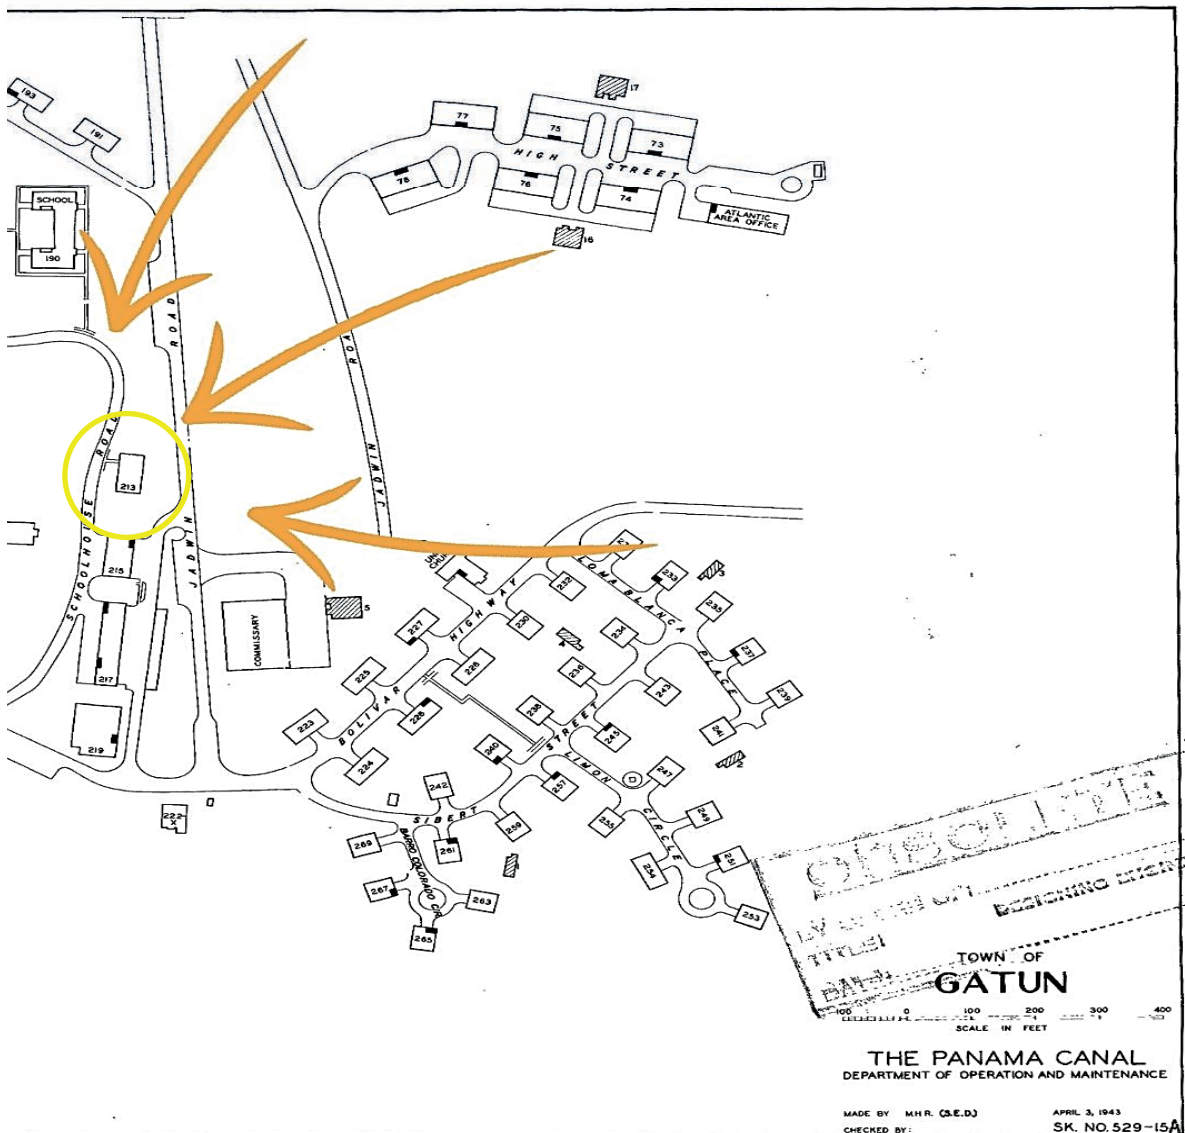 193
191
SCHOOL
190
77
75
73
17
HIGH STREET
78
76
74
ATLANTIC
AREA OFFICE
16
ROAD
ROAD
JADWIN
SCHOOLHOUSE ROAD
213
JADWIN
215
217
219
COMMISSARY
5
222
X
BOLIVAR HIGHWAY
232
230
227
228
225
226
223
224
LOMA BLANCA PLACE
233
3
235
234
237
236
243
239
241
2
238
STREET
245
240
LIMON CIRCLE
247
257
249
255
251
254
253
242
SIBERT
259
261
269
BARRO COLORADO CIR.
267
263
265
OBSOLETE
TITLE:
TOWN OF
GATUN
100 0 100 200 300 400
SCALE IN FEET
THE PANAMA CANAL
DEPARTMENT OF OPERATION AND MAINTENANCE
MADE BY M.H.R. (S.E.D.)
APRIL 3, 1943
CHECKED BY:
SK. NO. 529-15A